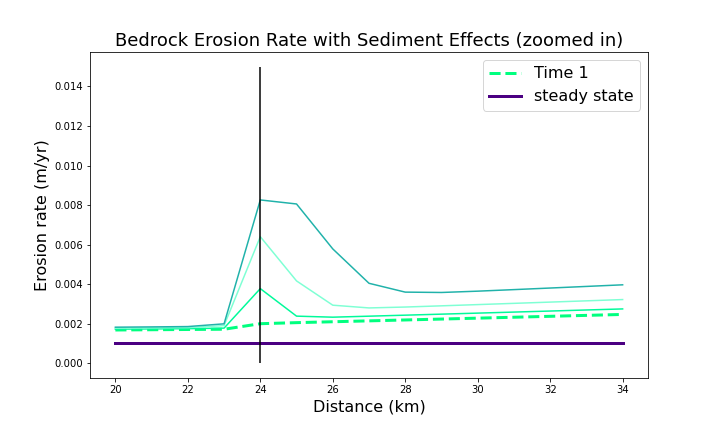 Bedrock Erosion Rate with Sediment Effects (zoomed in)
Time 1
steady state
Erosion rate (m/yr)
0.014
0.012
0.010
0.008
0.006
0.004
0.002
0.000
20 22 24 26 28 30 32 34
Distance (km)